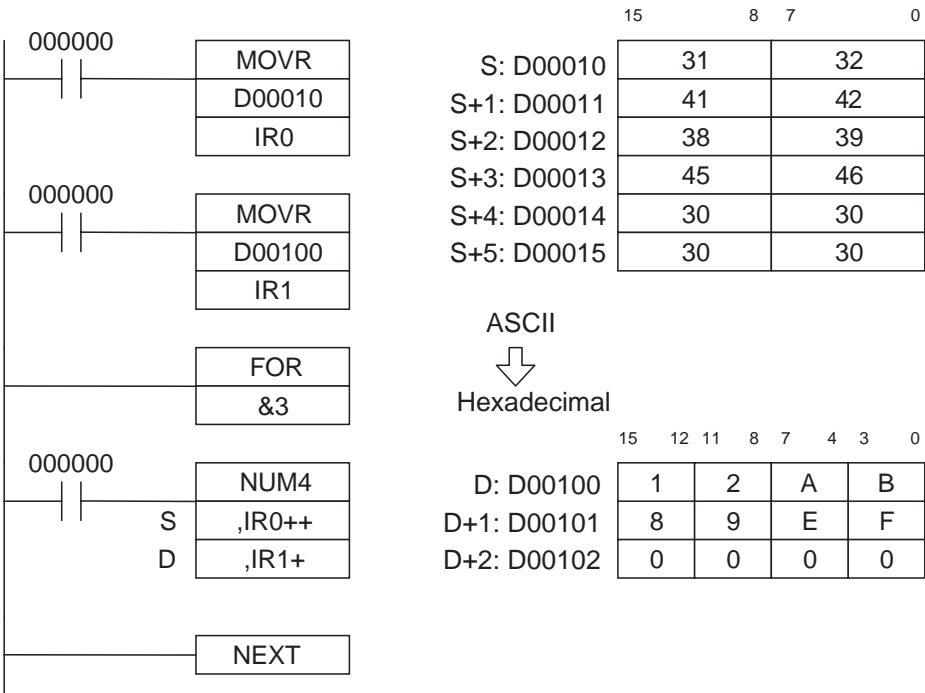 000000
MOVR
D00010
IR0
000000
MOVR
D00100
IR1
FOR
&3
000000
NUM4
S ,IR0++
D ,IR1+
NEXT
15 8 7 0
S: D00010 31 32
S+1: D00011 41 42
S+2: D00012 38 39
S+3: D00013 45 46
S+4: D00014 30 30
S+5: D00015 30 30
ASCII
Hexadecimal
15 12 11 8 7 4 3 0
D: D00100 1 2 A B
D+1: D00101 8 9 E F
D+2: D00102 0 0 0 0